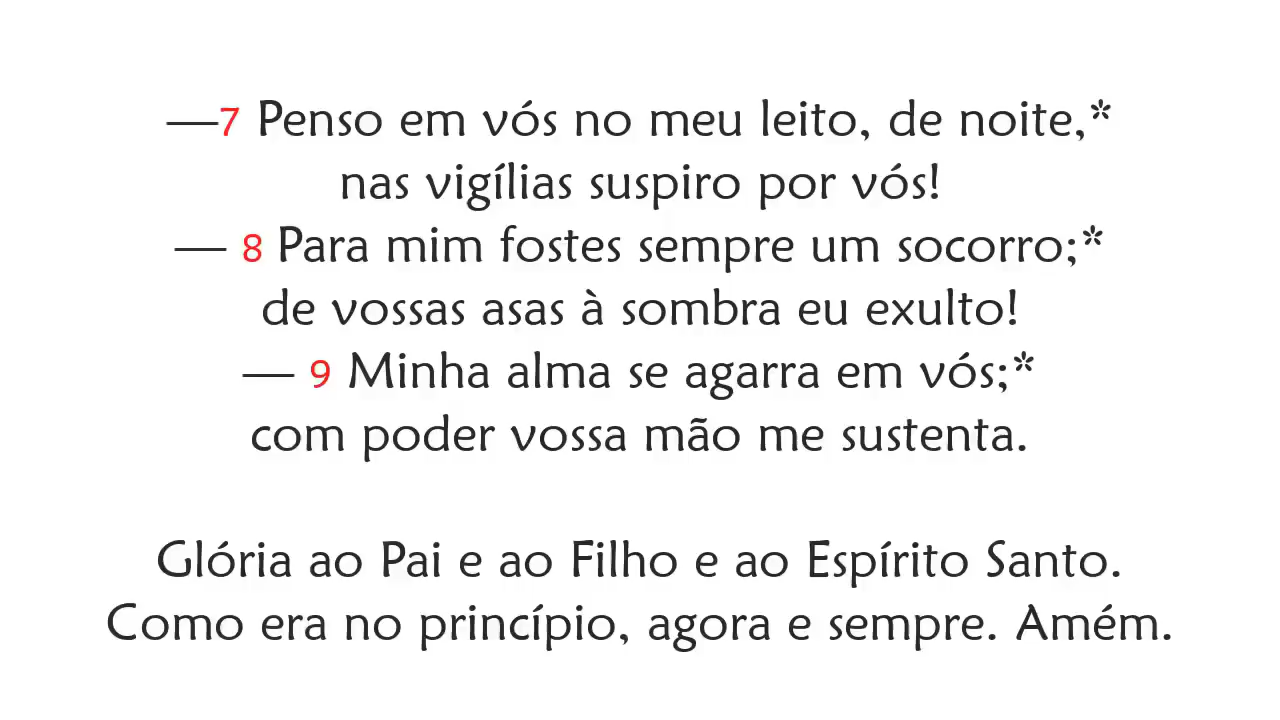 —7 Penso em vós no meu leito, de noite,*
nas vigílias suspiro por vós!
— 8 Para mim fostes sempre um socorro;*
de vossas asas à sombra eu exulto!
— 9 Minha alma se agarra em vós;*
com poder vossa mão me sustenta.
Glória ao Pai e ao Filho e ao Espírito Santo.
Como era no princípio, agora e sempre. Amém.